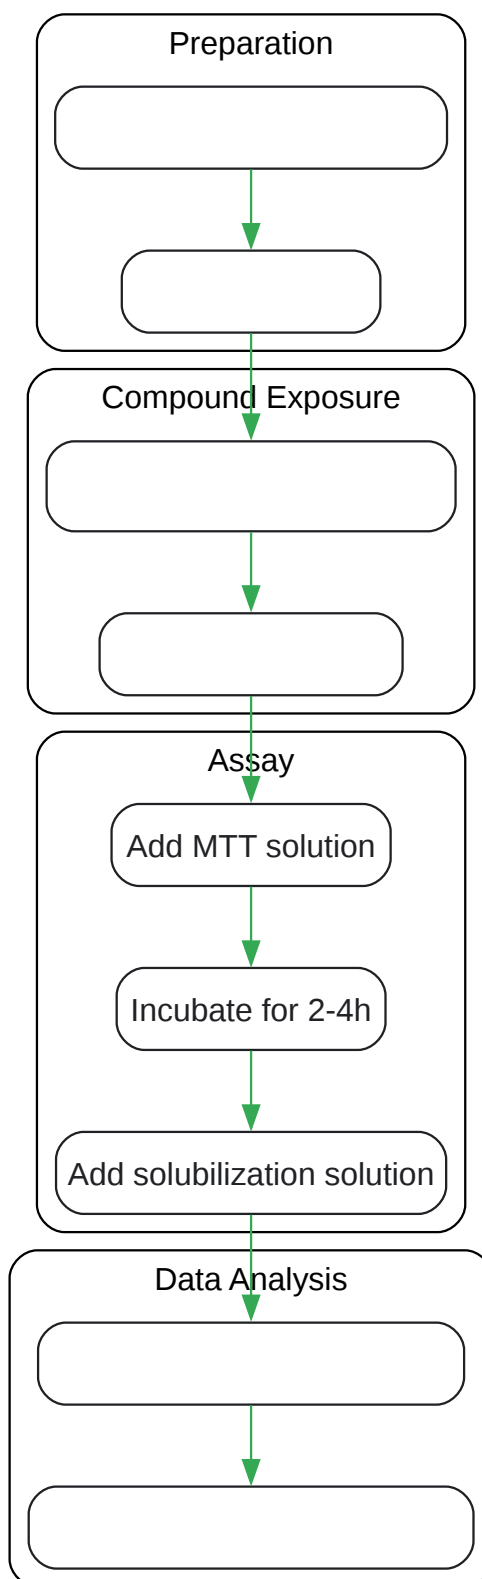 Preparation
Compound Exposure
Assay
Add MTT solution
Incubate for 2-4h
Add solubilization solution
Data Analysis